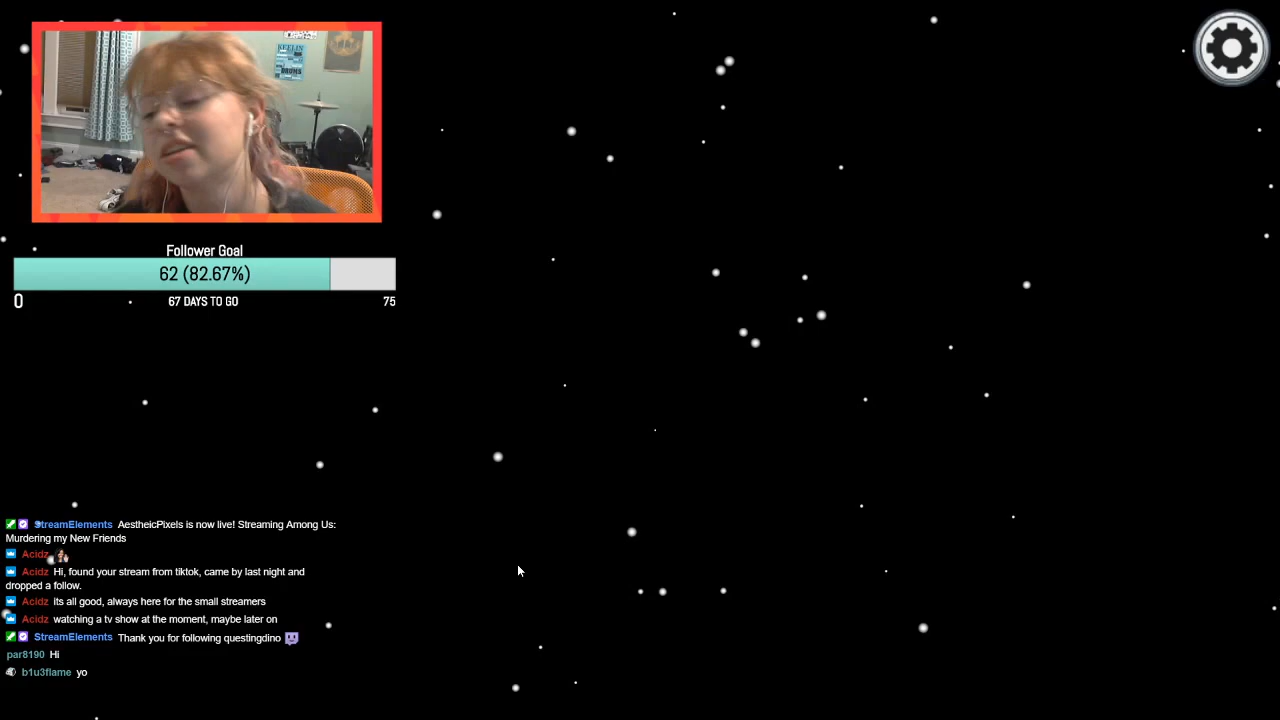 KEELIN
DRUMS
Follower Goal
62 (82.67%)
0
67 DAYS TO GO
75
StreamElements AestheicPixels is now live! Streaming Among Us:
Murdering my New Friends
Acidz
Acidz Hi, found your stream from tiktok, came by last night and
dropped a follow.
Acidz its all good, always here for the small streamers
Acidz watching a tv show at the moment, maybe later on
StreamElements Thank you for following questingdino
par8190 Hi
b1u3flame yo